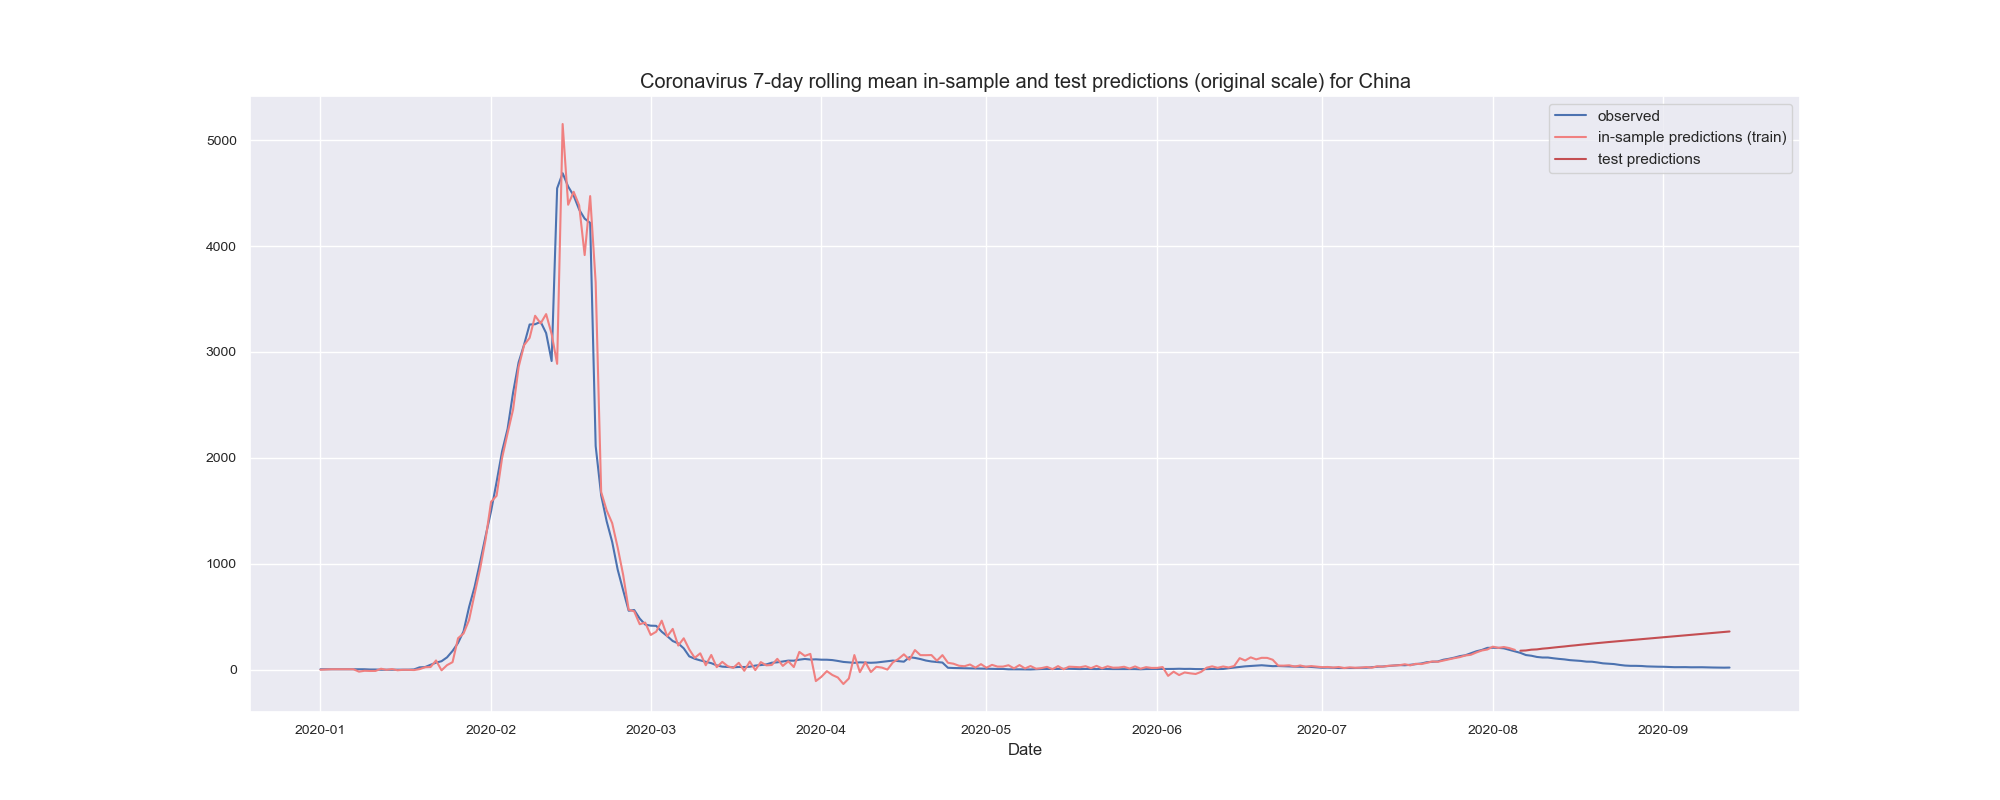 Coronavirus 7-day rolling mean in-sample and test predictions (original scale) for China
observed
in-sample predictions (train)
test predictions
5000
4000
3000
2000
1000
0
2020-01 2020-02 2020-03 2020-04 2020-05 2020-06 2020-07 2020-08 2020-09
Date